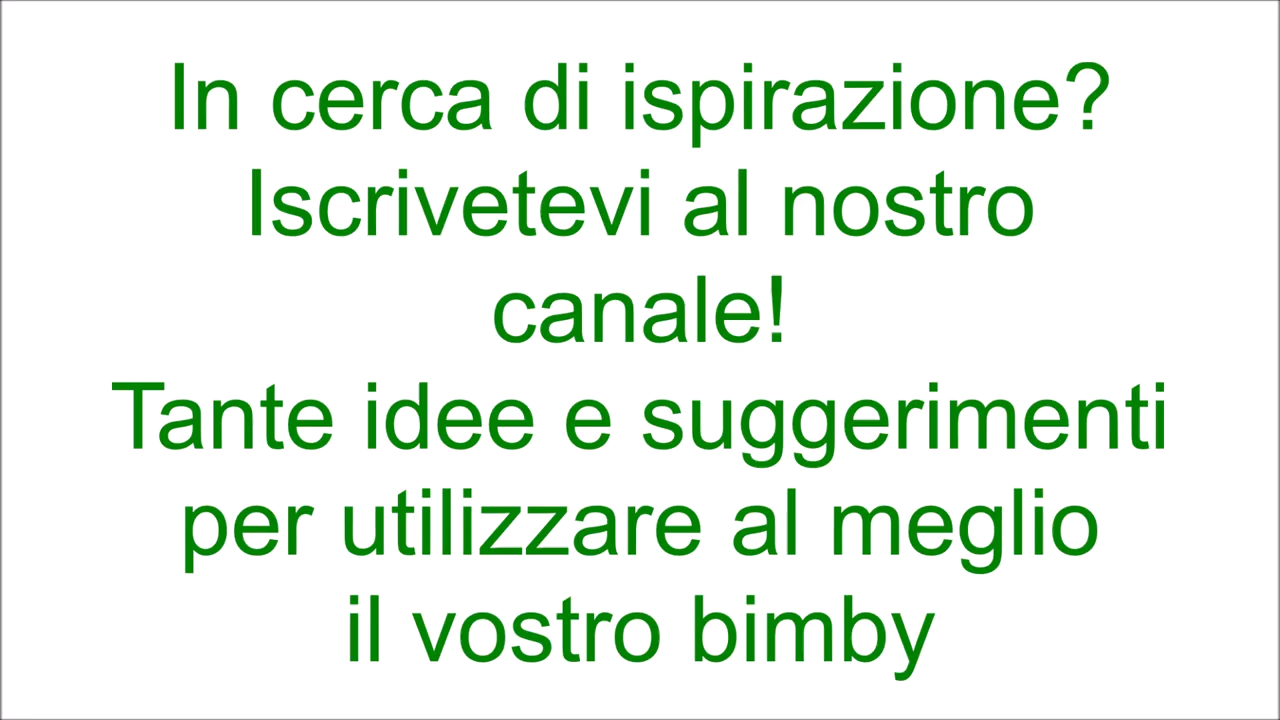 In cerca di ispirazione?
Iscrivetevi al nostro
canale!
Tante idee e suggerimenti
per utilizzare al meglio
il vostro bimby